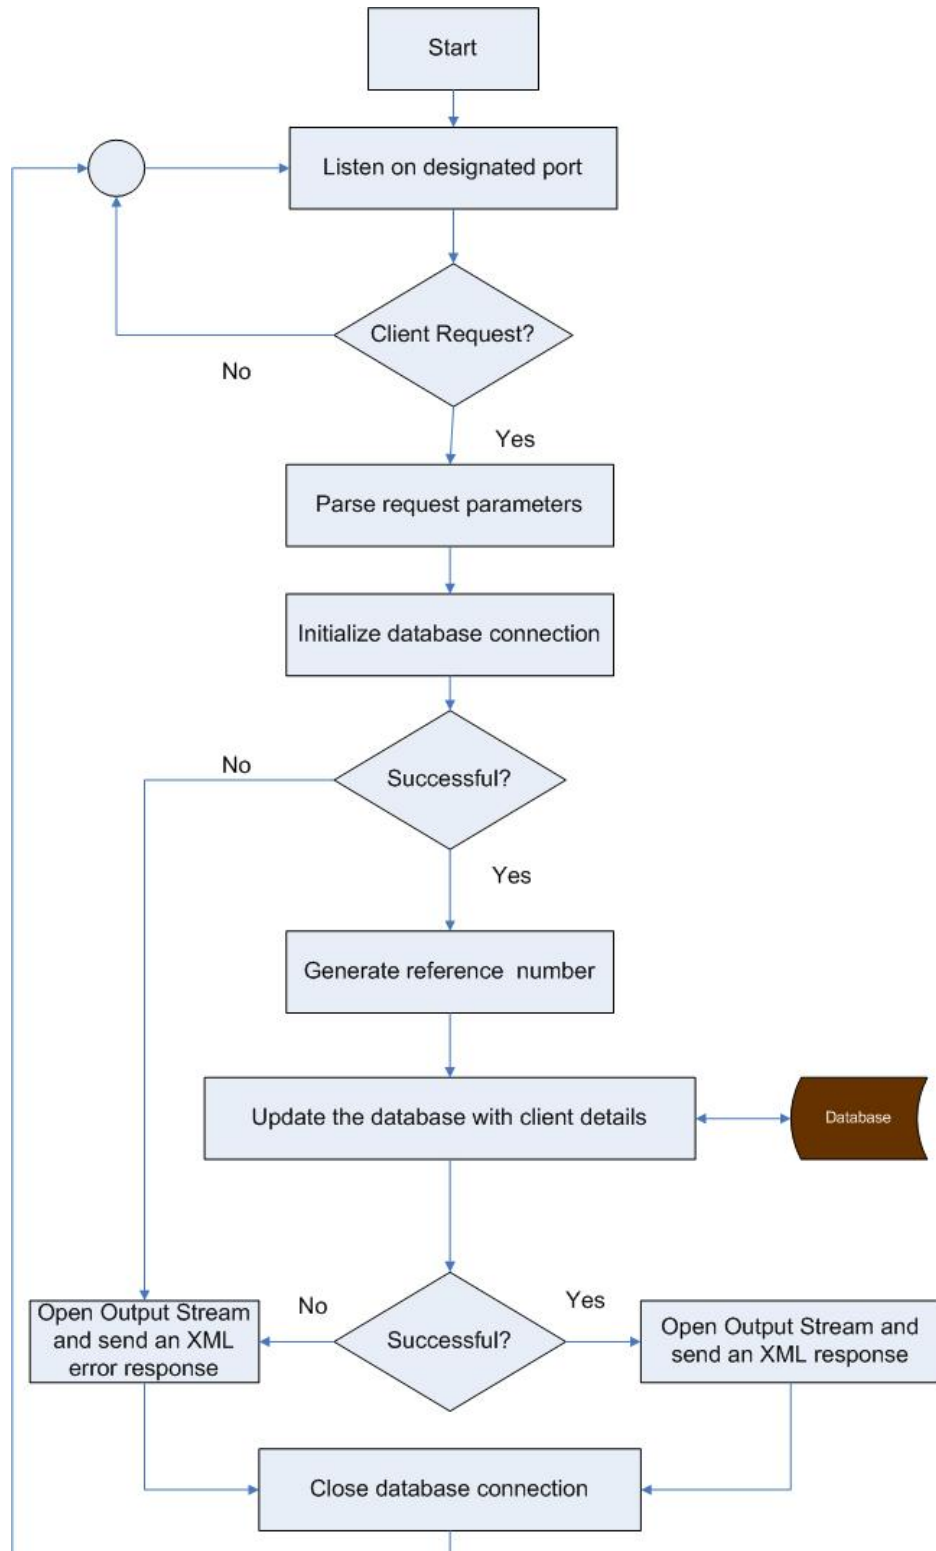 Start
Listen on designated port
Client Request?
No
Yes
Parse request parameters
Initialize database connection
No
Successful?
Yes
Generate reference  number
Update the database with client details
Database
Open Output Stream
and send an XML
error response
No
Successful?
Yes
Open Output Stream and
send an XML response
Close database connection